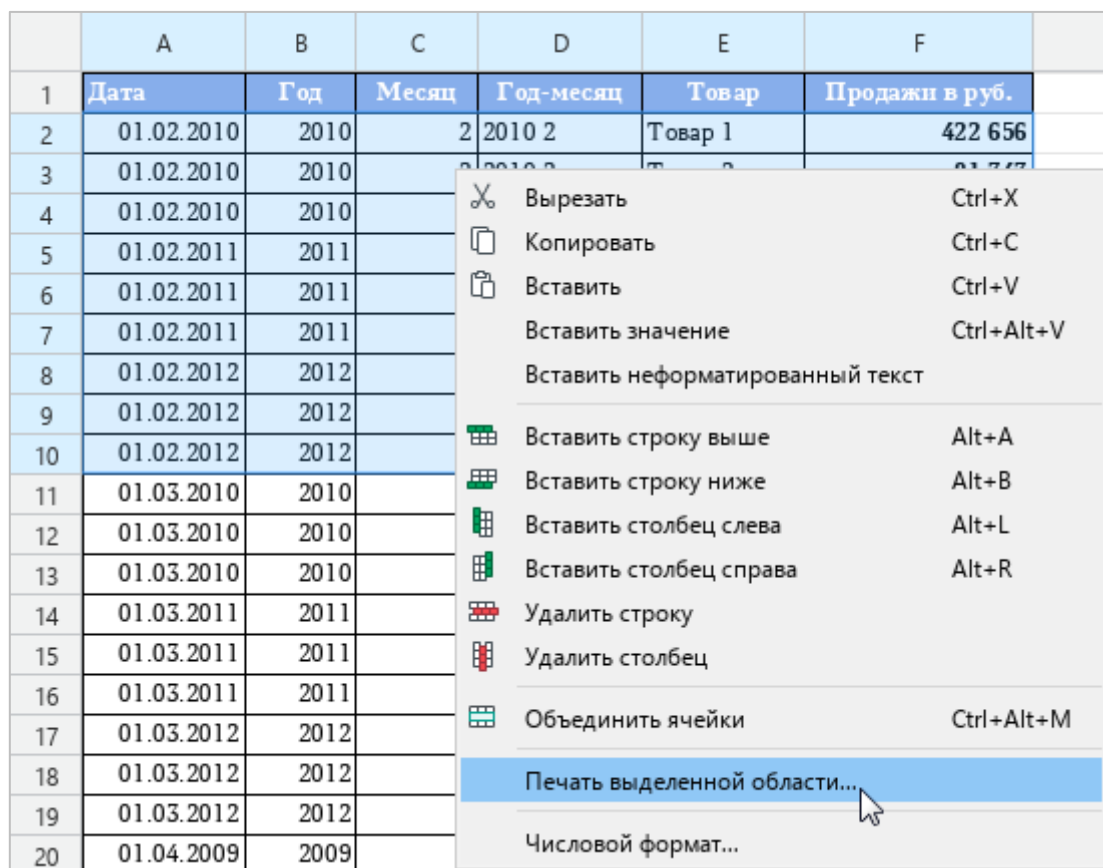 A B C D E F
1 Дата Год Месяц Год-месяц Товар Продажи в руб.
2 01.02.2010 2010 2 2010 2 Товар 1 422 656
3 01.02.2010 2010
4 01.02.2010 2010 Вырезать Ctrl+X
5 01.02.2011 2011 Копировать Ctrl+C
6 01.02.2011 2011 Вставить Ctrl+V
7 01.02.2011 2011 Вставить значение Ctrl+Alt+V
8 01.02.2012 2012 Вставить неформатированный текст
9 01.02.2012 2012
10 01.02.2012 2012 Вставить строку выше Alt+A
11 01.03.2010 2010 Вставить строку ниже Alt+B
12 01.03.2010 2010 Вставить столбец слева Alt+L
13 01.03.2010 2010 Вставить столбец справа Alt+R
14 01.03.2011 2011 Удалить строку
15 01.03.2011 2011 Удалить столбец
16 01.03.2011 2011
17 01.03.2012 2012 Объединить ячейки Ctrl+Alt+M
18 01.03.2012 2012 Печать выделенной области...
19 01.03.2012 2012
20 01.04.2009 2009 Числовой формат...